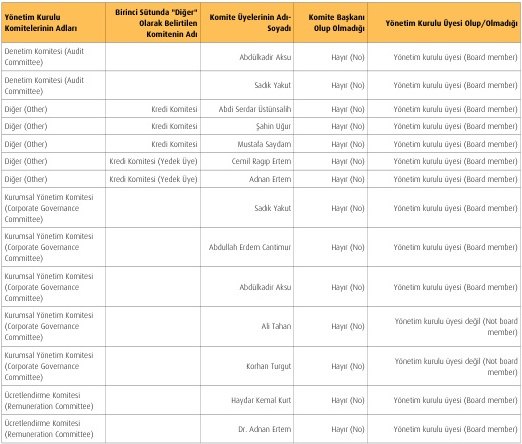 Yönetim Kurulu Komitelerinin Adları | Birinci Sütunda "Diğer" Olarak Belirtilen Komitenin Adı | Komite Üyelerinin Adı-Soyadı | Komite Başkanı Olup Olmadığı | Yönetim Kurulu Üyesi Olup/Olmadığı
Denetim Komitesi (Audit Committee) | | Abdülkadir Aksu | Hayır (No) | Yönetim kurulu üyesi (Board member)
Denetim Komitesi (Audit Committee) | | Sadık Yakut | Hayır (No) | Yönetim kurulu üyesi (Board member)
Diğer (Other) | Kredi Komitesi | Abdi Serdar Üstünsalih | Hayır (No) | Yönetim kurulu üyesi (Board member)
Diğer (Other) | Kredi Komitesi | Şahin Uğur | Hayır (No) | Yönetim kurulu üyesi (Board member)
Diğer (Other) | Kredi Komitesi | Mustafa Saydam | Hayır (No) | Yönetim kurulu üyesi (Board member)
Diğer (Other) | Kredi Komitesi (Yedek Üye) | Cemil Ragıp Ertem | Hayır (No) | Yönetim kurulu üyesi (Board member)
Diğer (Other) | Kredi Komitesi (Yedek Üye) | Adnan Ertem | Hayır (No) | Yönetim kurulu üyesi (Board member)
Kurumsal Yönetim Komitesi (Corporate Governance Committee) | | Sadık Yakut | Hayır (No) | Yönetim kurulu üyesi (Board member)
Kurumsal Yönetim Komitesi (Corporate Governance Committee) | | Abdullah Erdem Cantimur | Hayır (No) | Yönetim kurulu üyesi (Board member)
Kurumsal Yönetim Komitesi (Corporate Governance Committee) | | Abdülkadir Aksu | Hayır (No) | Yönetim kurulu üyesi (Board member)
Kurumsal Yönetim Komitesi (Corporate Governance Committee) | | Ali Tahan | Hayır (No) | Yönetim kurulu üyesi değil (Not board member)
Kurumsal Yönetim Komitesi (Corporate Governance Committee) | | Korhan Turgut | Hayır (No) | Yönetim kurulu üyesi değil (Not board member)
Ücretlendirme Komitesi (Remuneration Committee) | | Haydar Kemal Kurt | Hayır (No) | Yönetim kurulu üyesi (Board member)
Ücretlendirme Komitesi (Remuneration Committee) | | Dr. Adnan Ertem | Hayır (No) | Yönetim kurulu üyesi (Board member)